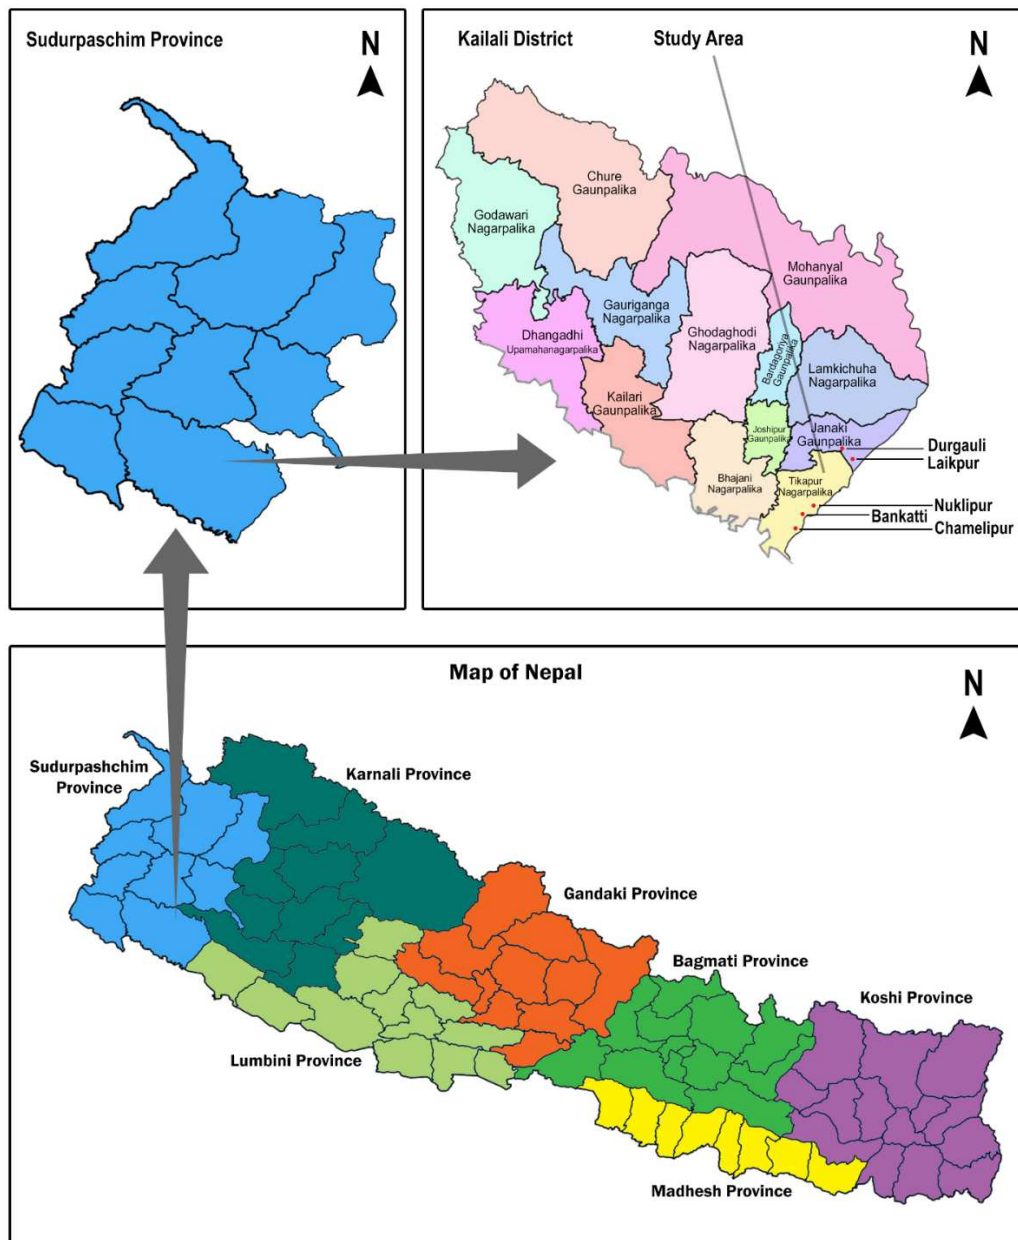 Sudurpaschim Province
N
Kailali District
Study Area
N
Chure
Gaunpalika
Godawari
Nagarpalika
Mohanyal
Gaunpalika
Gauriganga
Nagarpalika
Ghodaghodi
Nagarpalika
Dhangadhi
Upamahanagarpalika
Bardagoriya
Gaunpalika
Lamkichuha
Nagarpalika
Kailari
Gaunpalika
Joshipur
Gaunpalika
Janaki
Gaunpalika
Durgauli
Laikpur
Bhajani
Nagarpalika
Tikapur
Nagarpalika
Nuklipur
Bankatti
Chamelipur
Map of Nepal
N
Sudurpashchim
Province
Karnali Province
Gandaki Province
Bagmati Province
Koshi Province
Lumbini Province
Madhesh Province